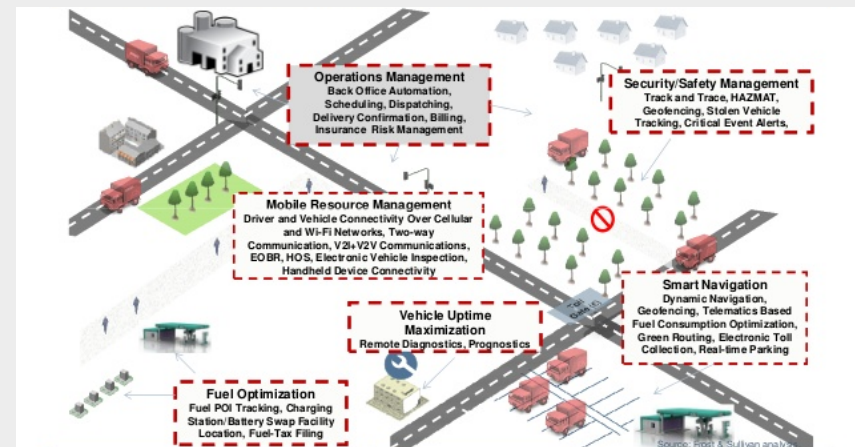 Operations Management
Back Office Automation,
Scheduling, Dispatching,
Delivery Confirmation, Billing,
Insurance Risk Management
Security/Safety Management
Track and Trace, HAZMAT,
Geofencing, Stolen Vehicle
Tracking, Critical Event Alerts,
Mobile Resource Management
Driver and Vehicle Connectivity Over Cellular
and Wi-Fi Networks, Two-way
Communication, V2I+V2V Communications,
EOBR, HOS, Electronic Vehicle Inspection,
Handheld Device Connectivity
Smart Navigation
Dynamic Navigation,
Geofencing, Telematics Based
Fuel Consumption Optimization,
Green Routing, Electronic Toll
Collection, Real-time Parking
Toll
Gate (€)
Vehicle Uptime
Maximization
Remote Diagnostics, Prognostics
Fuel Optimization
Fuel POI Tracking, Charging
Station/Battery Swap Facility
Location, Fuel-Tax Filing
Source: Frost & Sullivan analysis